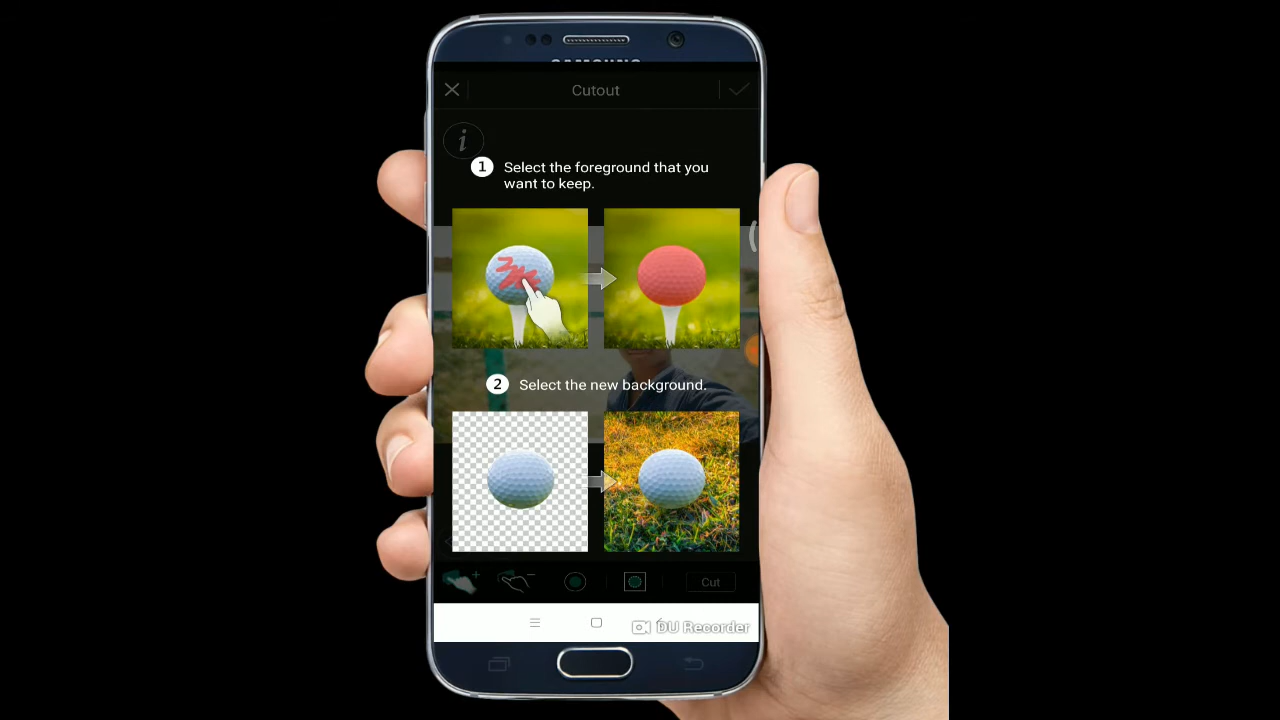 SAMSUNG
Cutout
i
1 Select the foreground that you
want to keep.
2 Select the new background.
+
−
Cut
DU Recorder